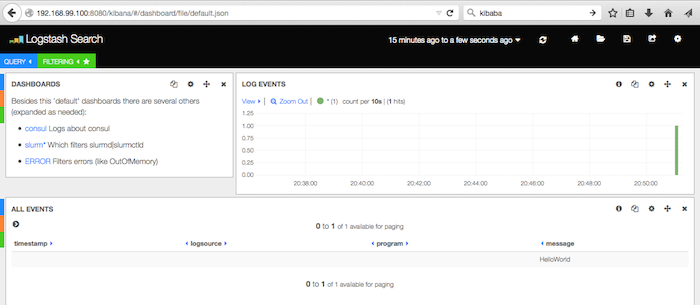 192.168.99.100:8080/kibana/#/dashboard/file/default.json
kibaba
Logstash Search
15 minutes ago to a few seconds ago
QUERY
FILTERING
DASHBOARDS
Besides this 'default' dashboards there are several others
(expanded as needed):
consul Logs about consul
slurm* Which filters slurmd|slurmctld
ERROR Filters errors (like OutOfMemory)
LOG EVENTS
View | Zoom Out | * (1) count per 10s | (1 hits)
1.25
1.00
0.75
0.50
0.25
0.00
20:38:00 20:40:00 20:42:00 20:44:00 20:46:00 20:48:00 20:50:00
ALL EVENTS
0 to 1 of 1 available for paging
timestamp logsource program message
HelloWorld
0 to 1 of 1 available for paging